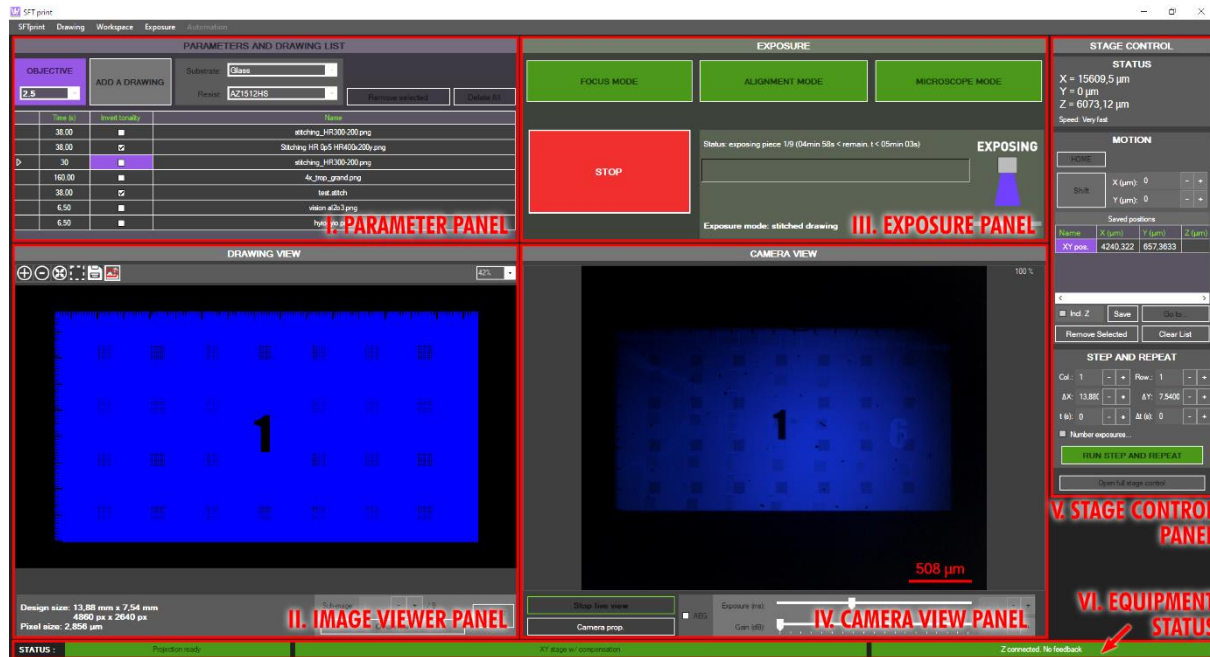 SFT print
SFTprint Drawing Workspace Exposure Automation
PARAMETERS AND DRAWING LIST
OBJECTIVE
2.5
ADD A DRAWING
Substrate: Glass
Resist: AZ1512HS
Remove selected
Delete All
Time (s) Invert tonality Name
38,00 stitching_HR300-200.png
38,00 Stitching HR 0p5 HR400x200y.png
30 stitching_HR300-200.png
160,00 4x_trop_grand.png
38,00 test.stitch
6,50 vision al2o3.png
6,50
I. PARAMETER PANEL
EXPOSURE
FOCUS MODE
ALIGNMENT MODE
MICROSCOPE MODE
STOP
Status: exposing piece 1/9 (04min 58s < remain. t < 05min 03s)
EXPOSING
Exposure mode: stitched drawing
III. EXPOSURE PANEL
DRAWING VIEW
42%
1
Design size: 13,88 mm x 7,54 mm
4860 px x 2640 px
Pixel size: 2,856 µm
Sub-image
II. IMAGE VIEWER PANEL
CAMERA VIEW
100 %
1 6
508 µm
Stop live view
Camera prop.
AEG
Exposure (ms):
Gain (dB):
IV. CAMERA VIEW PANEL
STAGE CONTROL
STATUS
X = 15609,5 µm
Y = 0 µm
Z = 6073,12 µm
Speed: Very fast
MOTION
HOME
Shift
X (µm): 0 - +
Y (µm): 0 - +
Saved positions
Name X (µm) Y (µm) Z (µm)
XY pos. 4240,322 657,3633
Incl. Z Save Go to...
Remove Selected Clear List
STEP AND REPEAT
Col.: 1 - + Row.: 1 - +
ΔX: 13,88( - + ΔY: 7,5400 - +
t (s): 0 - + Δt (s): 0 - +
Number exposures...
RUN STEP AND REPEAT
Open full stage control
V. STAGE CONTROL
PANEL
VI. EQUIPMENT
STATUS
STATUS : Projection ready XY stage w/ compensation Z connected. No feedback